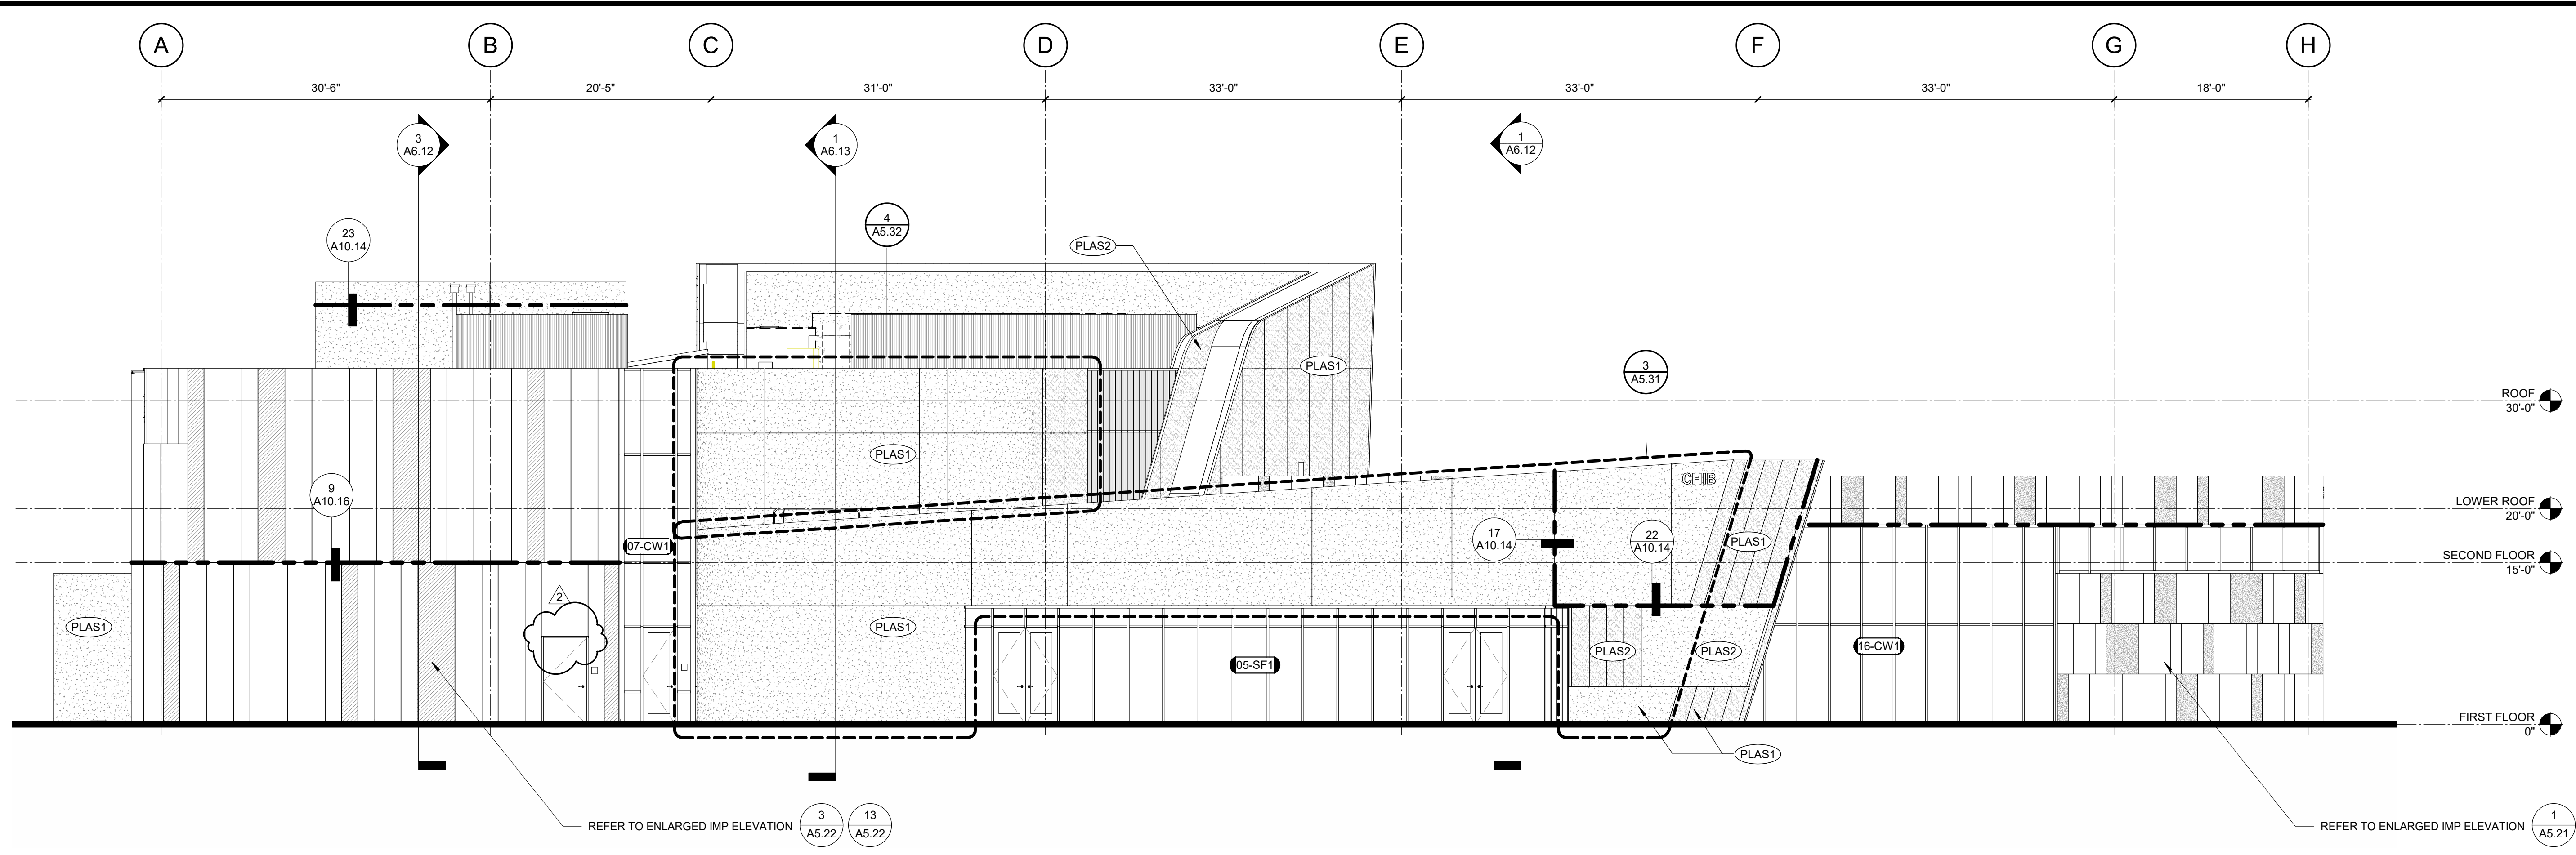 A B C D E F G H
30'-6" 20'-5" 31'-0" 33'-0" 33'-0" 33'-0" 18'-0"
3
A6.12
1
A6.13
1
A6.12
4
A5.32
23
A10.14
PLAS2
PLAS1
3
A5.31
ROOF
30'-0"
PLAS1
CHIB
9
A10.16
LOWER ROOF
20'-0"
07-CW1
17
A10.14
22
A10.14
PLAS1
SECOND FLOOR
15'-0"
2
PLAS1
PLAS1
05-SF1
PLAS2
PLAS2
16-CW1
FIRST FLOOR
0"
PLAS1
REFER TO ENLARGED IMP ELEVATION
3
A5.22
13
A5.22
REFER TO ENLARGED IMP ELEVATION
1
A5.21